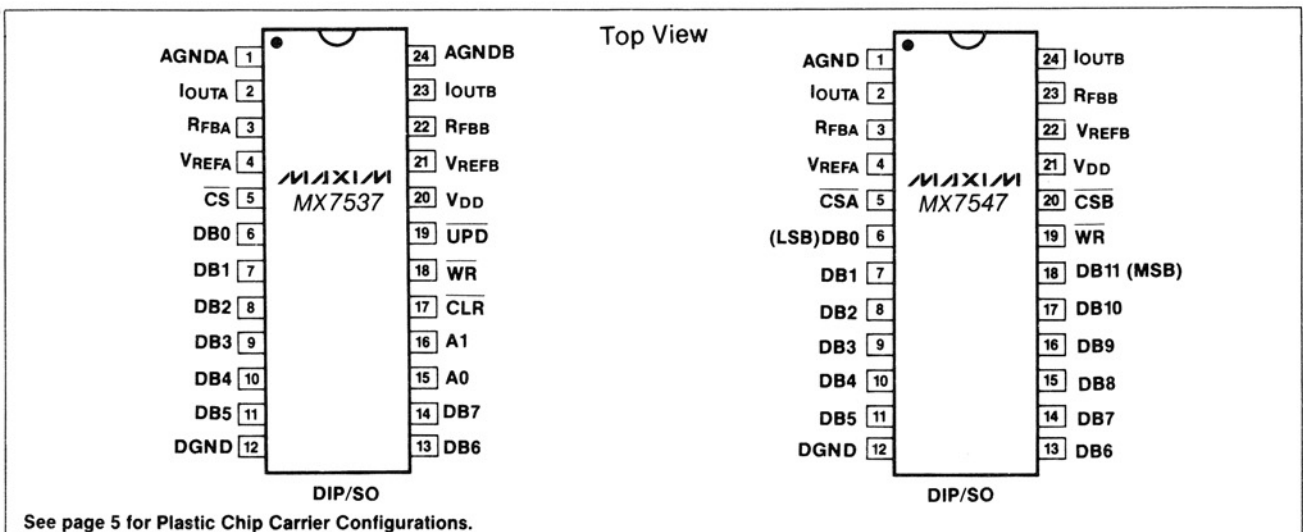 Top View
AGNDA 1 24 AGNDB
IOUTA 2 23 IOUTB
RFBA 3 22 RFBB
VREFA 4 21 VREFB
MAXIM
MX7537
CS 5 20 VDD
DB0 6 19 UPD
DB1 7 18 WR
DB2 8 17 CLR
DB3 9 16 A1
DB4 10 15 A0
DB5 11 14 DB7
DGND 12 13 DB6
DIP/SO
AGND 1 24 IOUTB
IOUTA 2 23 RFBB
RFBA 3 22 VREFB
VREFA 4 21 VDD
MAXIM
MX7547
CSA 5 20 CSB
(LSB)DB0 6 19 WR
DB1 7 18 DB11 (MSB)
DB2 8 17 DB10
DB3 9 16 DB9
DB4 10 15 DB8
DB5 11 14 DB7
DGND 12 13 DB6
DIP/SO
See page 5 for Plastic Chip Carrier Configurations.